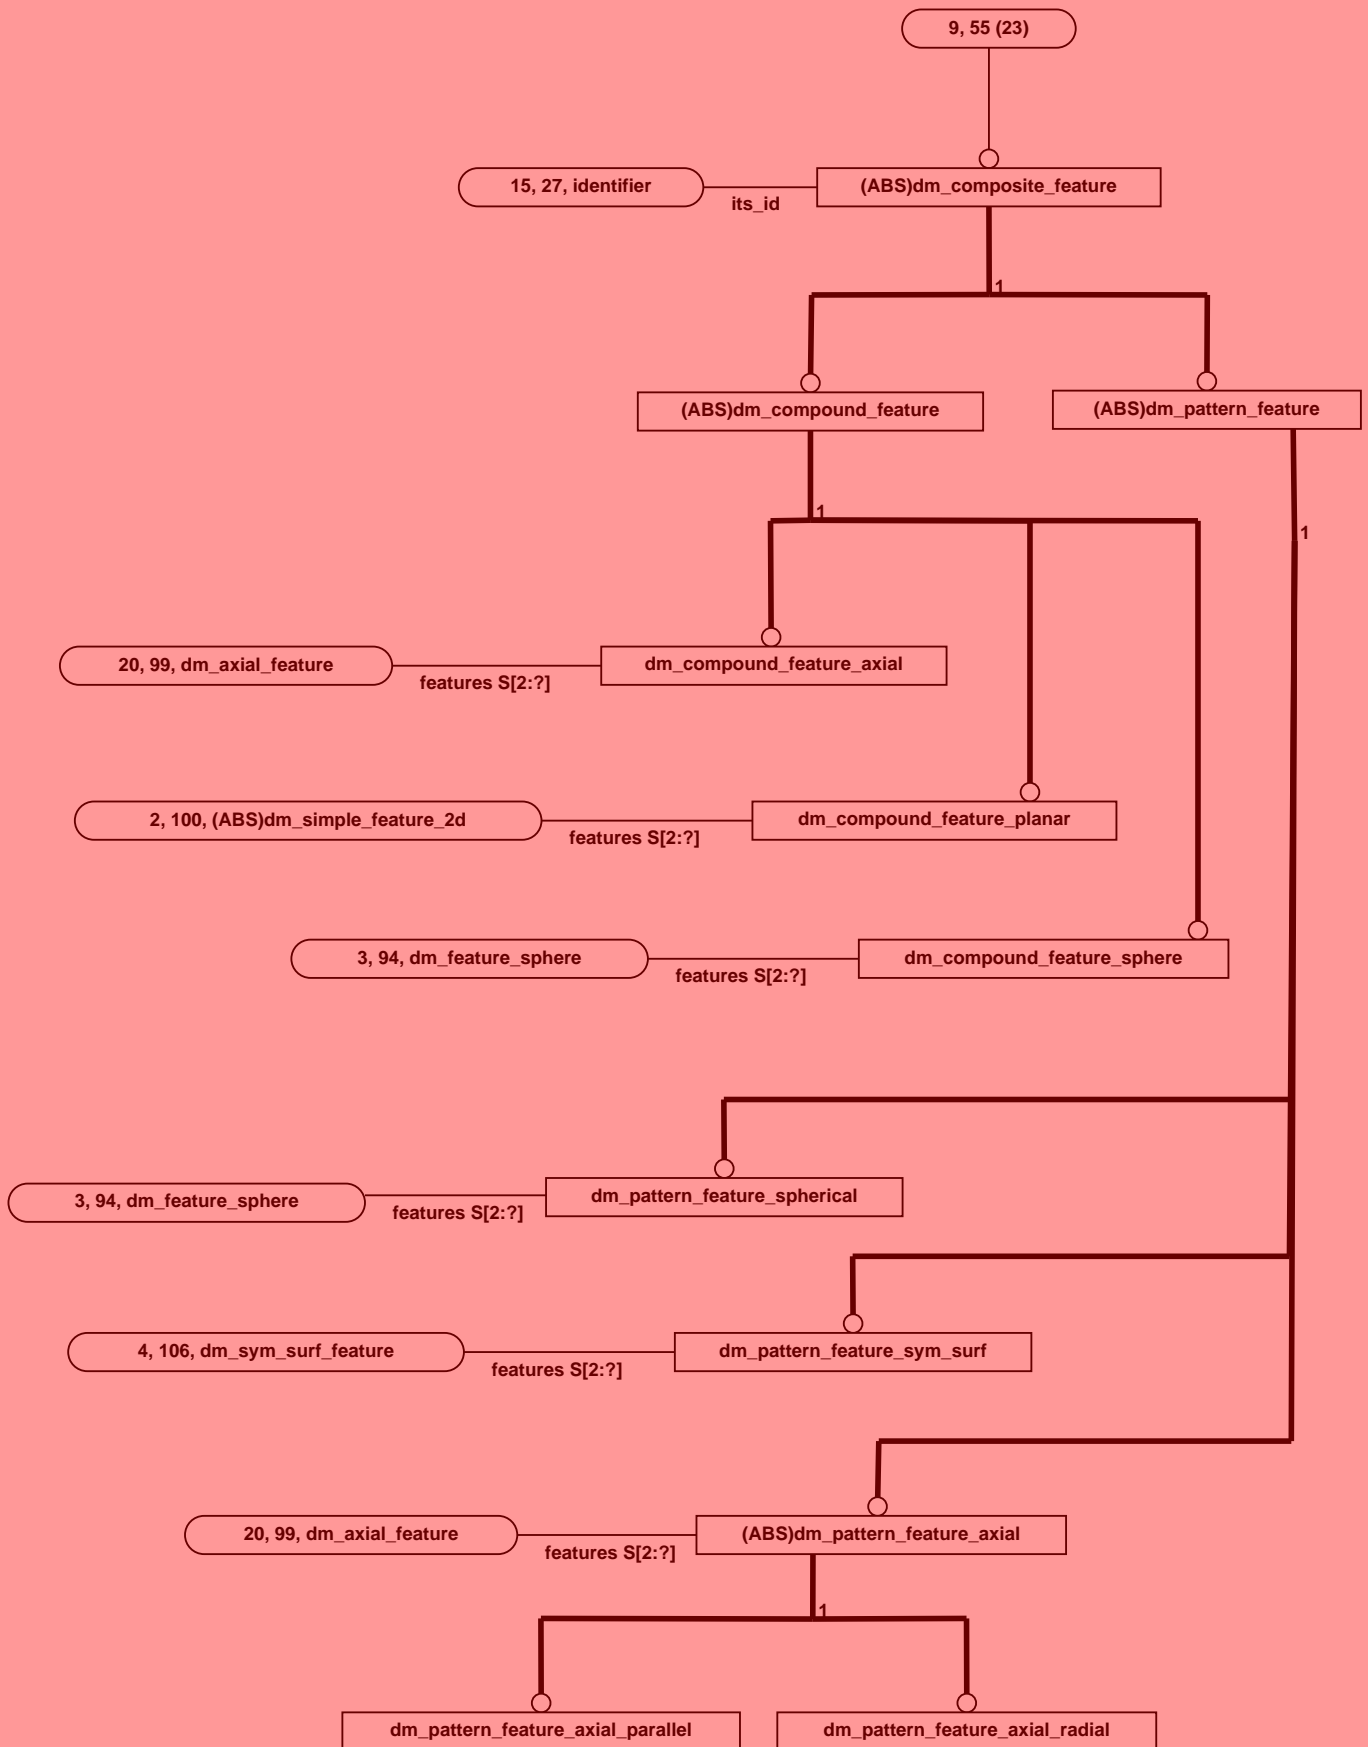 9, 55 (23)
15, 27, identifier
its_id
(ABS)dm_composite_feature
1
(ABS)dm_compound_feature
(ABS)dm_pattern_feature
1
1
20, 99, dm_axial_feature
features S[2:?]
dm_compound_feature_axial
2, 100, (ABS)dm_simple_feature_2d
features S[2:?]
dm_compound_feature_planar
3, 94, dm_feature_sphere
features S[2:?]
dm_compound_feature_sphere
3, 94, dm_feature_sphere
features S[2:?]
dm_pattern_feature_spherical
4, 106, dm_sym_surf_feature
features S[2:?]
dm_pattern_feature_sym_surf
20, 99, dm_axial_feature
features S[2:?]
(ABS)dm_pattern_feature_axial
1
dm_pattern_feature_axial_parallel
dm_pattern_feature_axial_radial